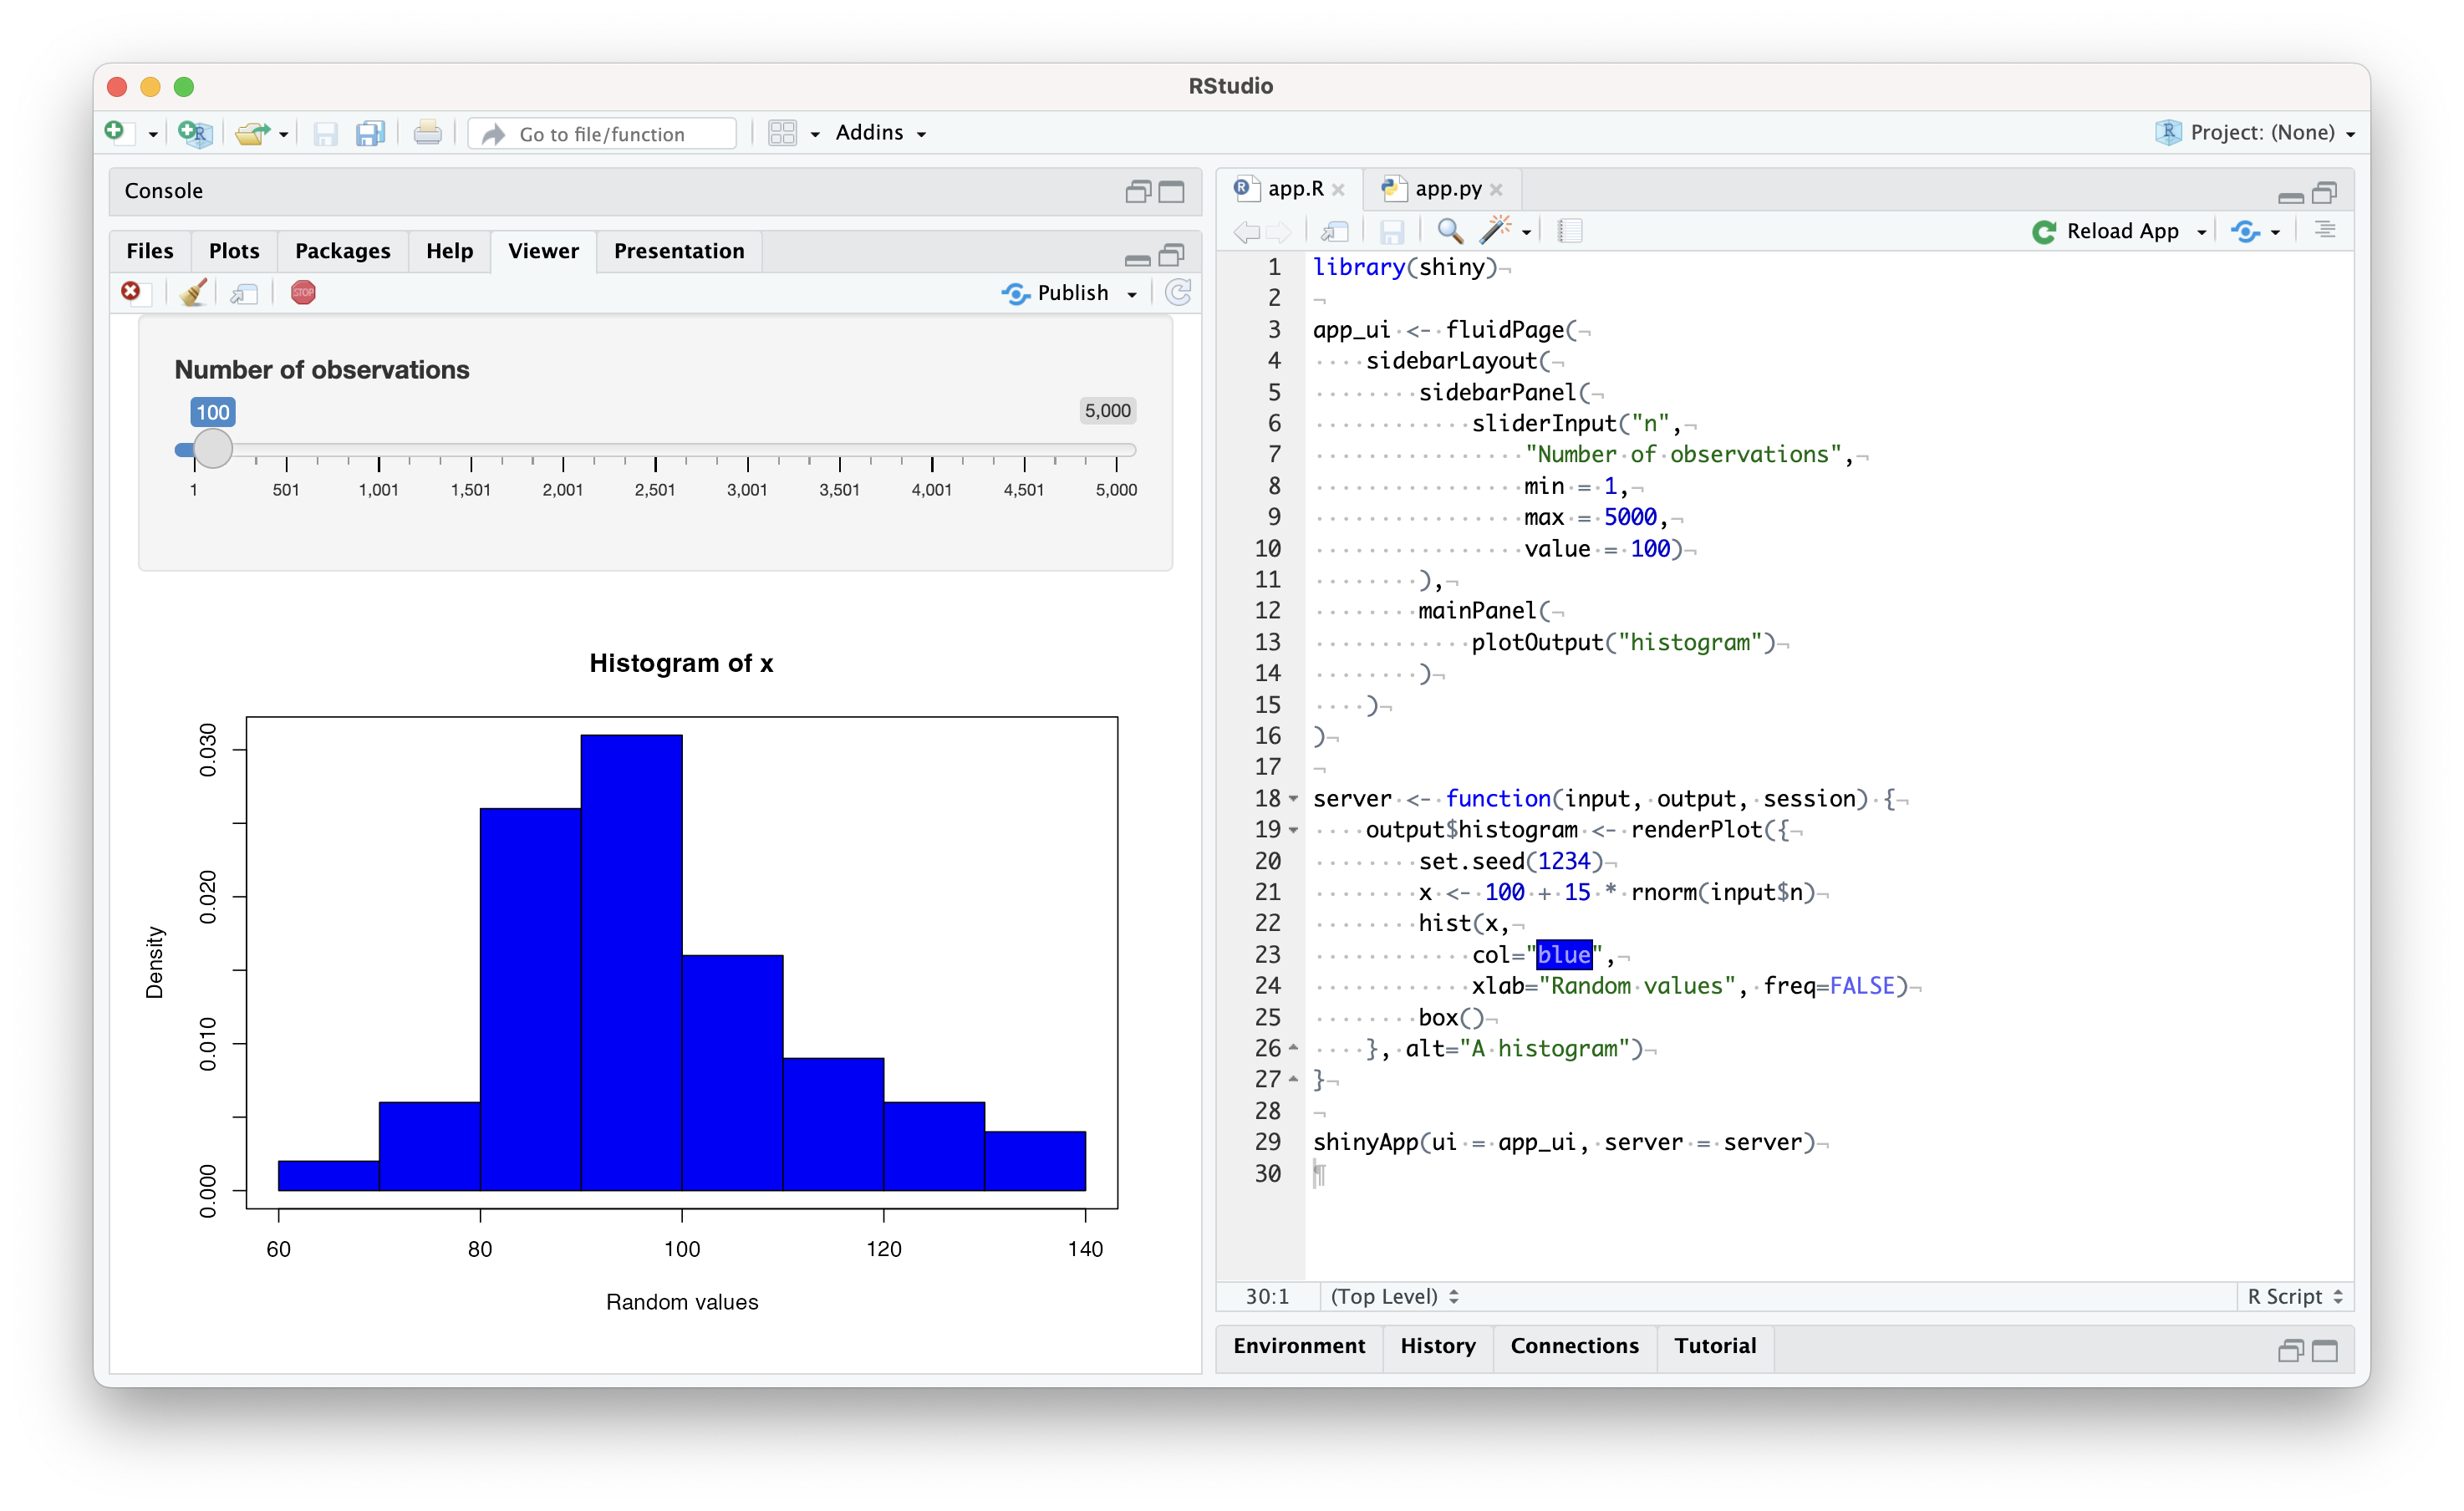 RStudio
Go to file/function
Addins
Project: (None)
Console
Files Plots Packages Help Viewer Presentation
STOP
Publish
Number of observations
100
5,000
1 501 1,001 1,501 2,001 2,501 3,001 3,501 4,001 4,501 5,000
Histogram of x
Density
0.000 0.010 0.020 0.030
60 80 100 120 140
Random values
app.R app.py
Reload App
1 library(shiny)
2
3 app_ui <- fluidPage(
4     sidebarLayout(
5         sidebarPanel(
6             sliderInput("n",
7                 "Number of observations",
8                 min = 1,
9                 max = 5000,
10                 value = 100)
11         ),
12         mainPanel(
13             plotOutput("histogram")
14         )
15     )
16 )
17
18 server <- function(input, output, session) {
19     output$histogram <- renderPlot({
20         set.seed(1234)
21         x <- 100 + 15 * rnorm(input$n)
22         hist(x,
23             col="blue",
24             xlab="Random values", freq=FALSE)
25         box()
26     }, alt="A histogram")
27 }
28
29 shinyApp(ui = app_ui, server = server)
30
30:1 (Top Level) R Script
Environment History Connections Tutorial